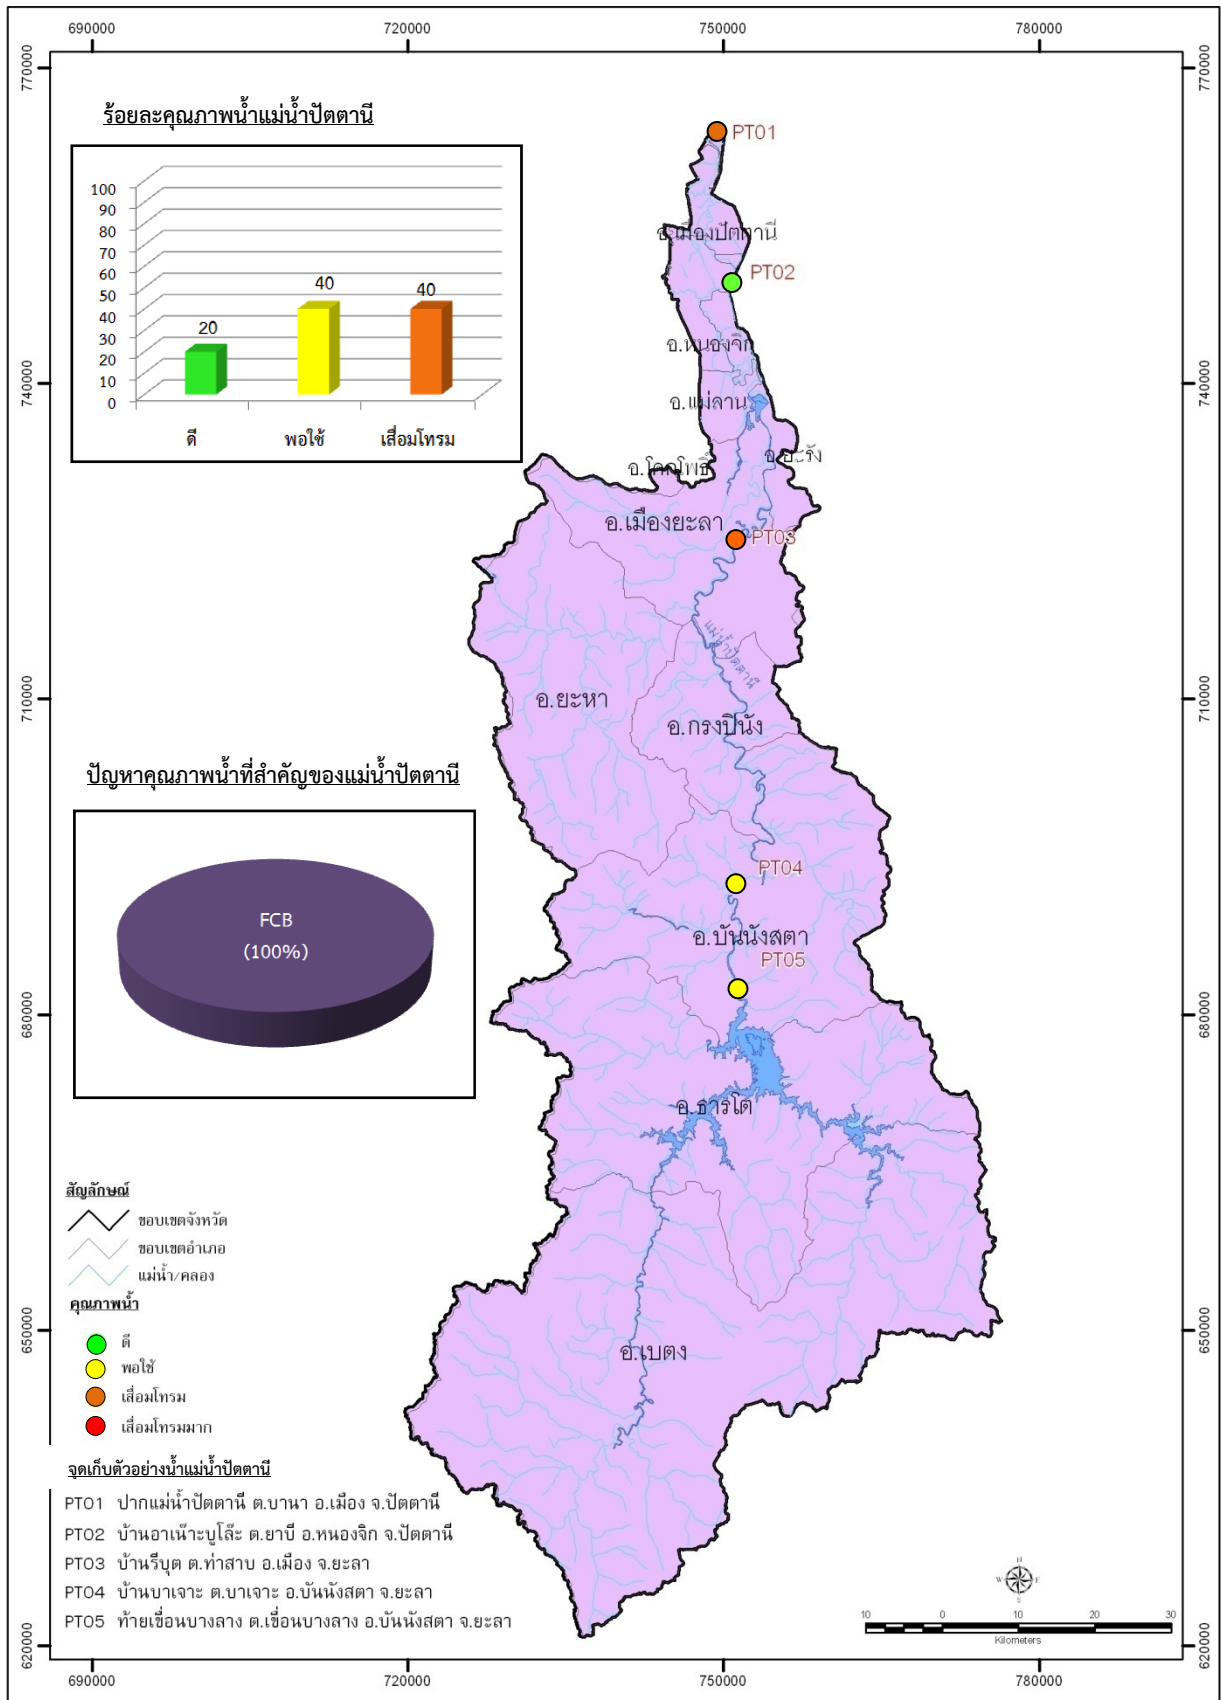 690000 720000 750000 780000
770000 770000
740000 740000
710000 710000
680000 680000
650000 650000
620000 620000
ร้อยละคุณภาพน้ำแม่น้ำปัตตานี
100
90
80
70
60
50
40
30
20
10
0
20
40
40
ดี พอใช้ เสื่อมโทรม
PT01
อ.เมืองปัตตานี
PT02
อ.หนองจิก
อ.แม่ลาน
อ.โคกโพธิ์
อ.ยะรัง
อ.เมืองยะลา
PT03
แม่น้ำปัตตานี
อ.ยะหา
อ.กรงปินัง
ปัญหาคุณภาพน้ำที่สำคัญของแม่น้ำปัตตานี
FCB
(100%)
PT04
อ.บันนังสตา
PT05
อ.ธารโต
อ.เบตง
สัญลักษณ์
ขอบเขตจังหวัด
ขอบเขตอำเภอ
แม่น้ำ/คลอง
คุณภาพน้ำ
ดี
พอใช้
เสื่อมโทรม
เสื่อมโทรมมาก
จุดเก็บตัวอย่างน้ำแม่น้ำปัตตานี
PT01 ปากแม่น้ำปัตตานี ต.บานา อ.เมือง จ.ปัตตานี
PT02 บ้านอาเน๊าะบูโล๊ะ ต.ยาบี อ.หนองจิก จ.ปัตตานี
PT03 บ้านรีบุต ต.ท่าสาบ อ.เมือง จ.ยะลา
PT04 บ้านบาเจาะ ต.บาเจาะ อ.บันนังสตา จ.ยะลา
PT05 ท้ายเขื่อนบางลาง ต.เขื่อนบางลาง อ.บันนังสตา จ.ยะลา
N
W E
S
10 0 10 20 30
Kilometers
690000 720000 750000 780000